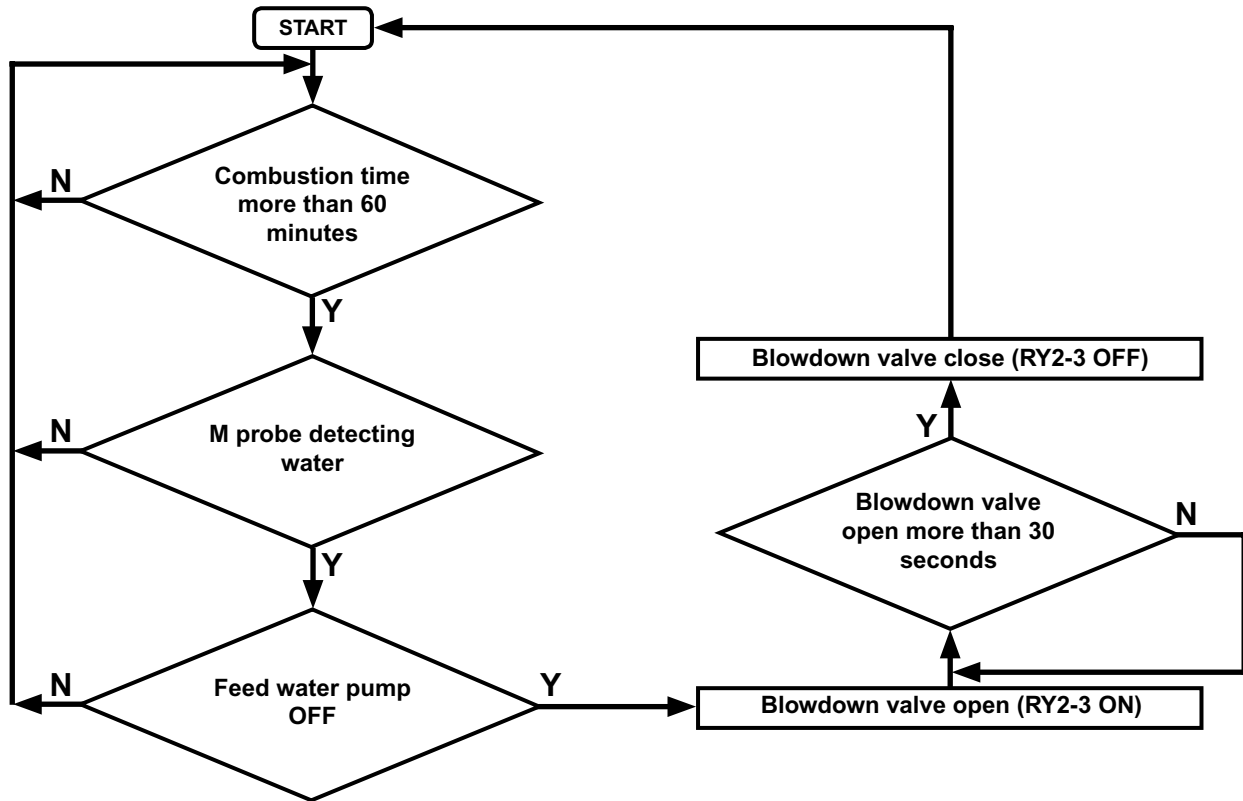 START
N
Combustion time
more than 60
minutes
Y
N
M probe detecting
water
Y
N
Feed water pump
OFF
Y
Blowdown valve open (RY2-3 ON)
Blowdown valve
open more than 30
seconds
N
Y
Blowdown valve close (RY2-3 OFF)